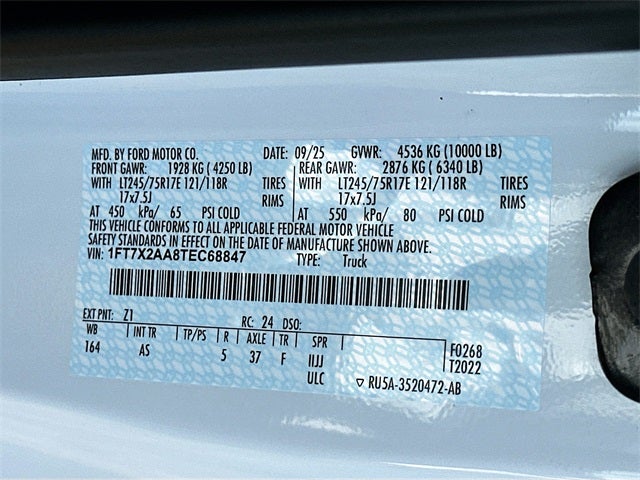 MFD. BY FORD MOTOR CO. DATE: 09/25 GVWR: 4536 KG (10000 LB)
FRONT GAWR: 1928 KG ( 4250 LB) REAR GAWR: 2876 KG ( 6340 LB)
WITH LT245/75R17E 121/118R TIRES WITH LT245/75R17E 121/118R TIRES
17x7.5J RIMS 17x7.5J RIMS
AT 450 kPa/ 65 PSI COLD AT 550 kPa/ 80 PSI COLD
THIS VEHICLE CONFORMS TO ALL APPLICABLE FEDERAL MOTOR VEHICLE
SAFETY STANDARDS IN EFFECT ON THE DATE OF MANUFACTURE SHOWN ABOVE.
VIN: 1FT7X2AA8TEC68847 TYPE: Truck
EXT PNT: Z1 RC: 24 DSO:
WB INT TR TP/PS R AXLE TR SPR F0268
164 AS 5 37 F IIJJ T2022
ULC ▽ RU5A-3520472-AB